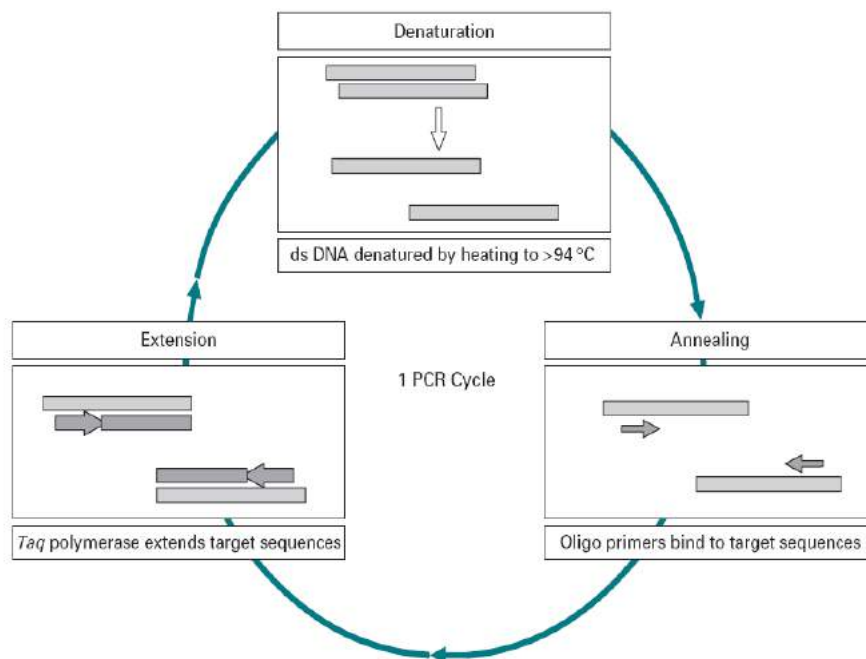 Denaturation
ds DNA denatured by heating to >94 °C
Extension
Annealing
1 PCR Cycle
Taq polymerase extends target sequences
Oligo primers bind to target sequences